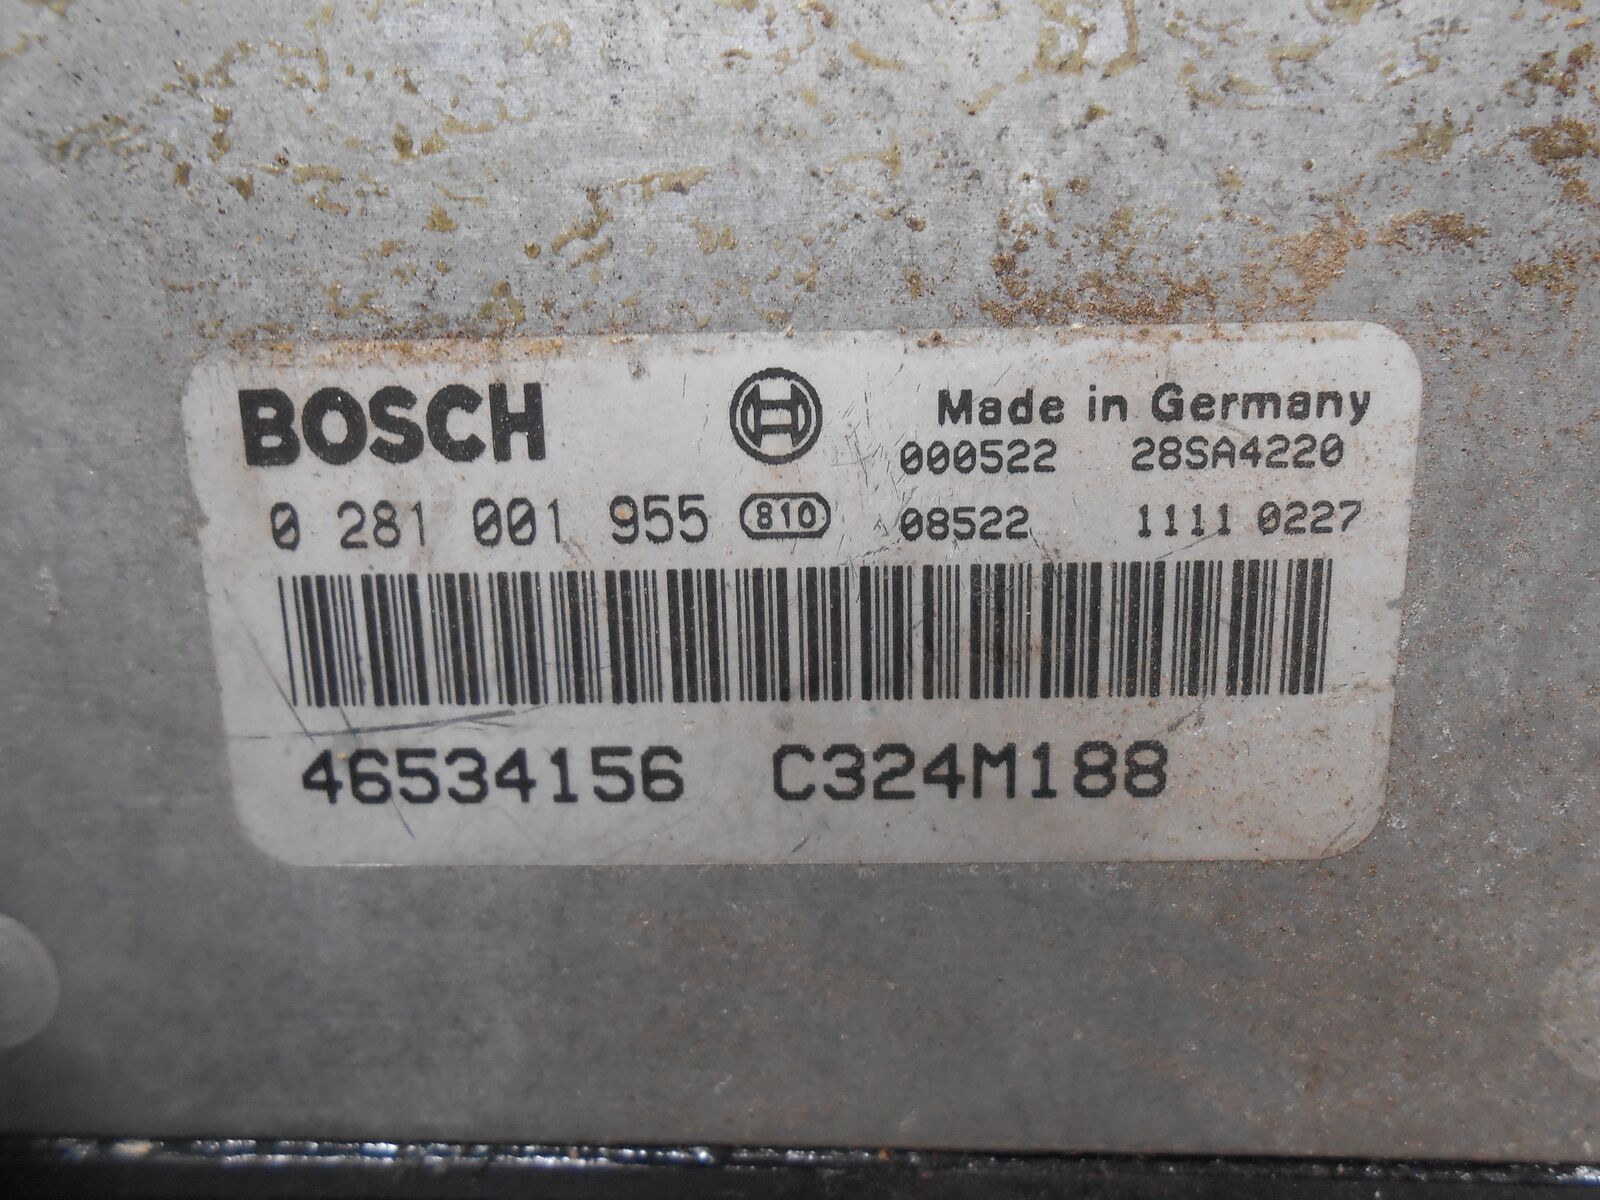 BOSCH Made in Germany
000522 28SA4220
0 281 001 955 810 08522 1111 0227
46534156 C324M188